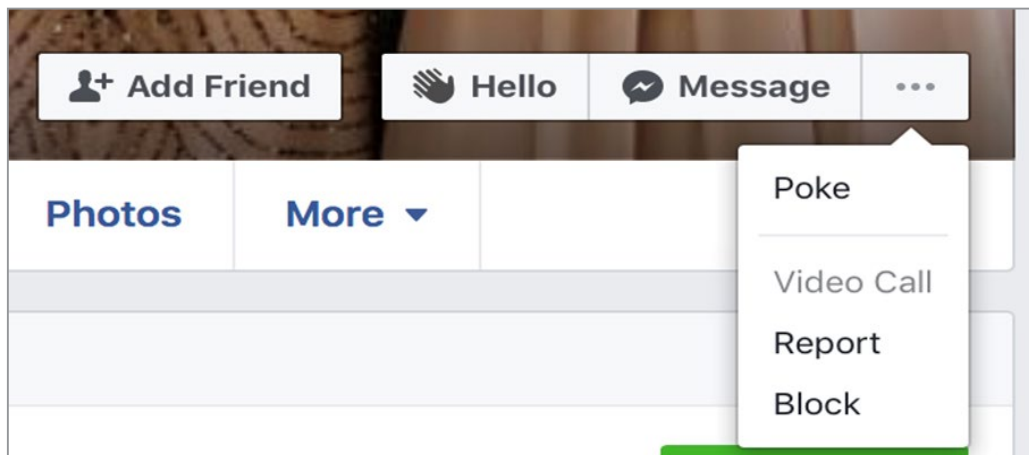 Add Friend Hello Message ...
Poke
Photos More
Video Call
Report
Block